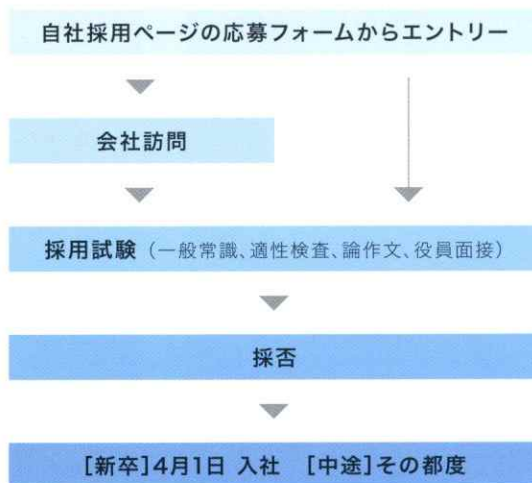 自社採用ページの応募フォームからエントリー
会社訪問
採用試験（一般常識、適性検査、論作文、役員面接）
採否
［新卒］4月1日 入社　［中途］その都度